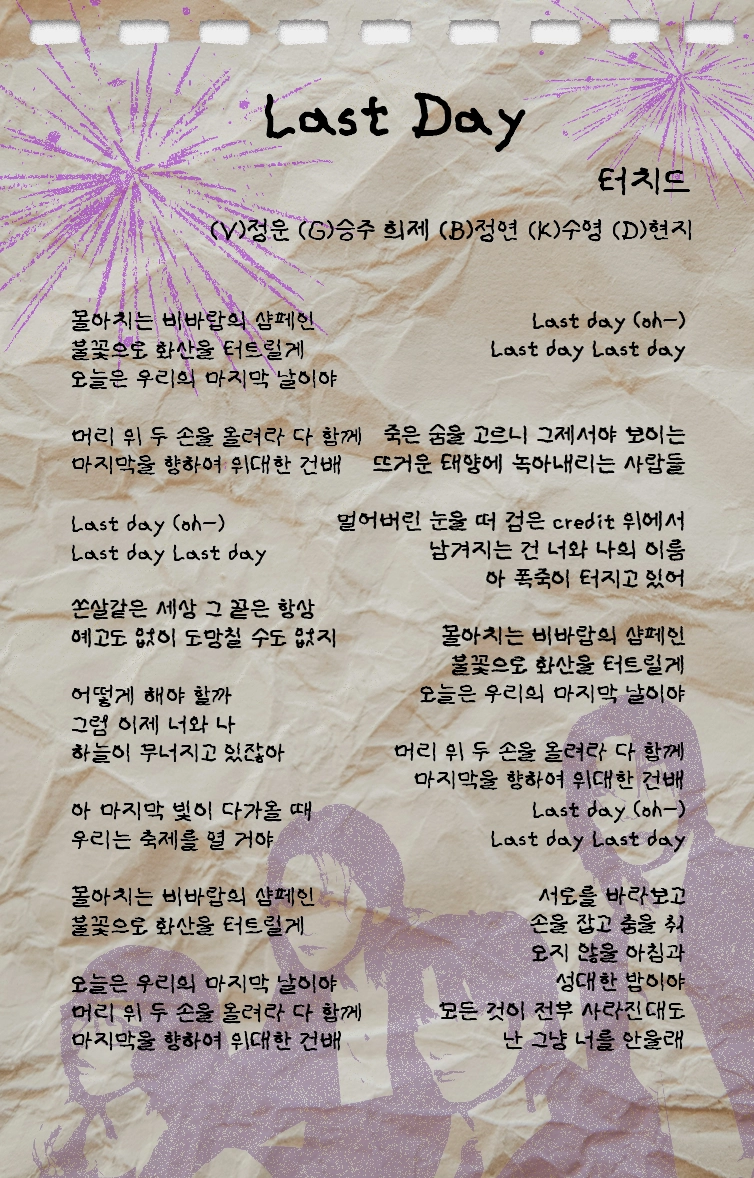 Last Day
터치드
(V)정운 (G)승주 희제 (B)정연 (K)수영 (D)현지
몰아치는 비바람의 샴페인
불꽃으로 화산을 터트릴게
오늘은 우리의 마지막 날이야
머리 위 두 손을 올려라 다 함께
마지막을 향하여 위대한 건배
Last day (oh-)
Last day Last day
쏜살같은 세상 그 끝은 항상
예고도 없이 도망칠 수도 없지
어떻게 해야 할까
그럼 이제 너와 나
하늘이 무너지고 있잖아
아 마지막 빛이 다가올 때
우리는 축제를 열 거야
몰아치는 비바람의 샴페인
불꽃으로 화산을 터트릴게
오늘은 우리의 마지막 날이야
머리 위 두 손을 올려라 다 함께
마지막을 향하여 위대한 건배
Last day (oh-)
Last day Last day
죽은 숨을 고르니 그제서야 보이는
뜨거운 태양에 녹아내리는 사람들
멀어버린 눈을 떠 검은 credit 위에서
남겨지는 건 너와 나의 이름
아 폭죽이 터지고 있어
몰아치는 비바람의 샴페인
불꽃으로 화산을 터트릴게
오늘은 우리의 마지막 날이야
머리 위 두 손을 올려라 다 함께
마지막을 향하여 위대한 건배
Last day (oh-)
Last day Last day
서로를 바라보고
손을 잡고 춤을 춰
오지 않을 아침과
성대한 밤이야
모든 것이 전부 사라진대도
난 그냥 너를 안을래